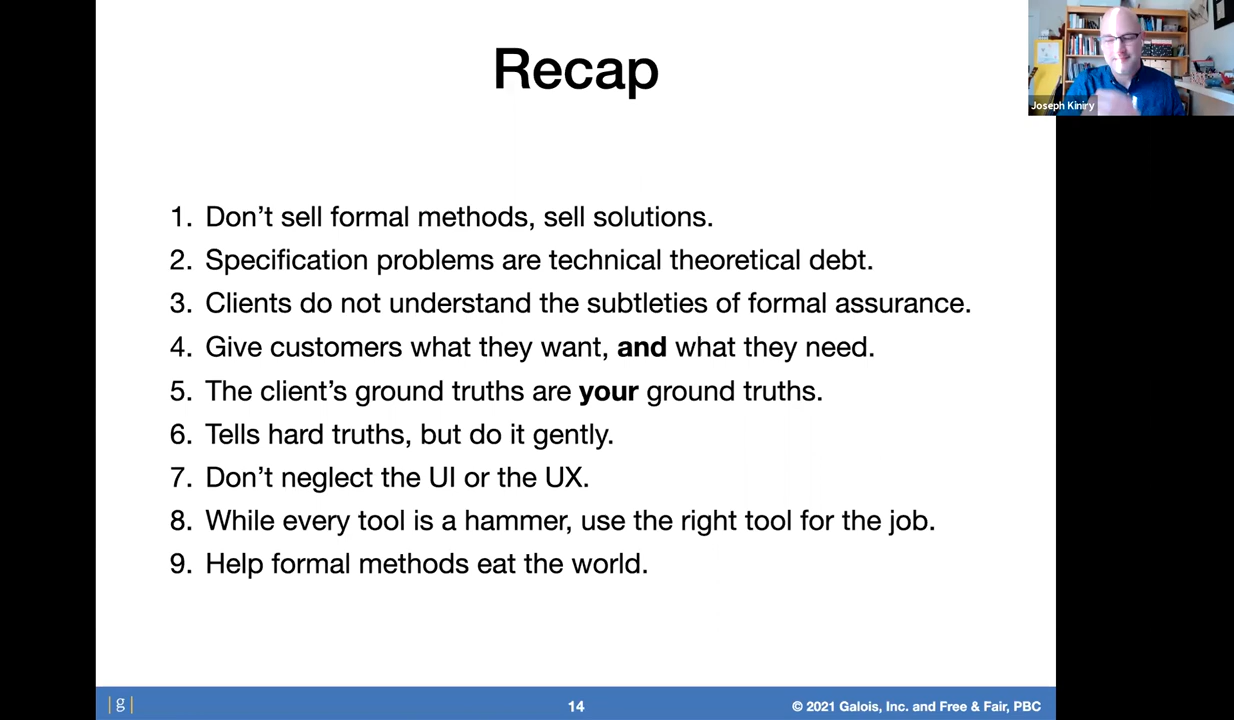 Recap
Joseph Kiniry
1. Don’t sell formal methods, sell solutions.
2. Specification problems are technical theoretical debt.
3. Clients do not understand the subtleties of formal assurance.
4. Give customers what they want, and what they need.
5. The client’s ground truths are your ground truths.
6. Tells hard truths, but do it gently.
7. Don’t neglect the UI or the UX.
8. While every tool is a hammer, use the right tool for the job.
9. Help formal methods eat the world.
|g| 14 © 2021 Galois, Inc. and Free & Fair, PBC